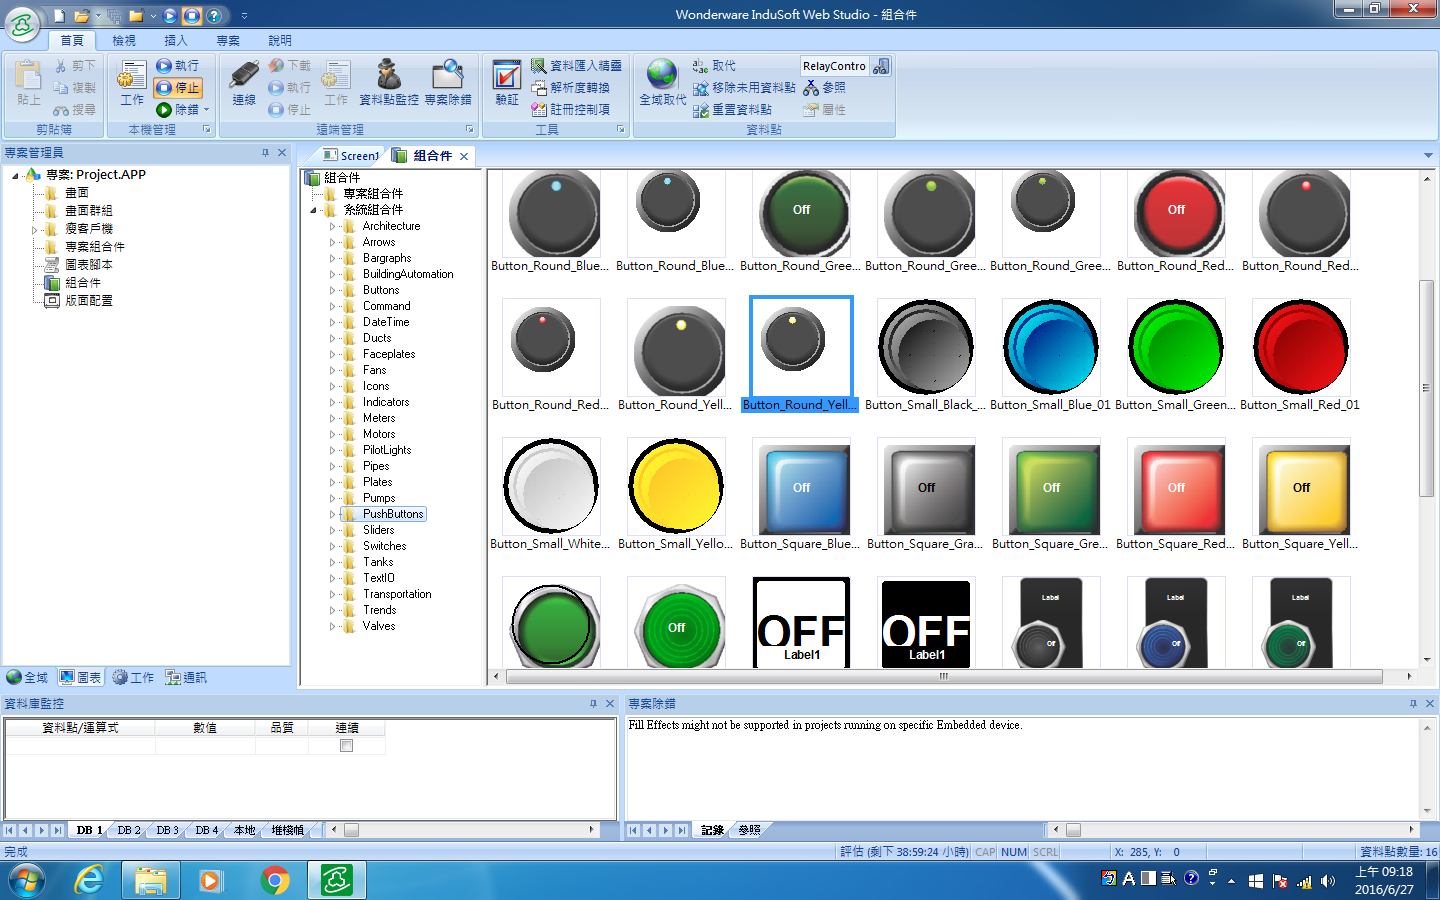 Wonderware InduSoft Web Studio - 組合件
首頁 檢視 插入 專案 說明
貼上
剪下
複製
搜尋
剪貼簿
工作
執行
停止
除錯
本機管理
連線
下載
執行
停止
工作
資料點監控
專案除錯
遠端管理
驗証
資料匯入精靈
解析度轉換
註冊控制項
工具
全域取代
取代
移除未用資料點
重置資料點
RelayContro
參照
屬性
資料點
專案管理員
專案: Project.APP
畫面
畫面群組
瘦客戶機
專案組合件
圖表腳本
組合件
版面配置
全域 圖表 工作 通訊
Screen1 組合件
組合件
專案組合件
系統組合件
Architecture
Arrows
Bargraphs
BuildingAutomation
Buttons
Command
DateTime
Ducts
Faceplates
Fans
Icons
Indicators
Meters
Motors
PilotLights
Pipes
Plates
Pumps
PushButtons
Sliders
Switches
Tanks
TextIO
Transportation
Trends
Valves
Off Off
Button_Round_Blue... Button_Round_Blue... Button_Round_Gree... Button_Round_Gree... Button_Round_Gree... Button_Round_Red... Button_Round_Red...
Button_Round_Red... Button_Round_Yell... Button_Round_Yell... Button_Small_Black_... Button_Small_Blue_01 Button_Small_Green... Button_Small_Red_01
Off Off Off Off Off
Button_Small_White... Button_Small_Yello... Button_Square_Blue... Button_Square_Gra... Button_Square_Gre... Button_Square_Red... Button_Square_Yell...
Label Label Label
Off OFF OFF Off Off Off
Label1 Label1
資料庫監控
資料點/運算式 數值 品質 連續
DB 1 DB 2 DB 3 DB 4 本地 堆棧幀
專案除錯
Fill Effects might not be supported in projects running on specific Embedded device.
記錄 參照
完成 評估 (剩下 38:59:24 小時) CAP NUM SCRL X: 285, Y: 0 資料點數量: 16
A
上午 09:18
2016/6/27